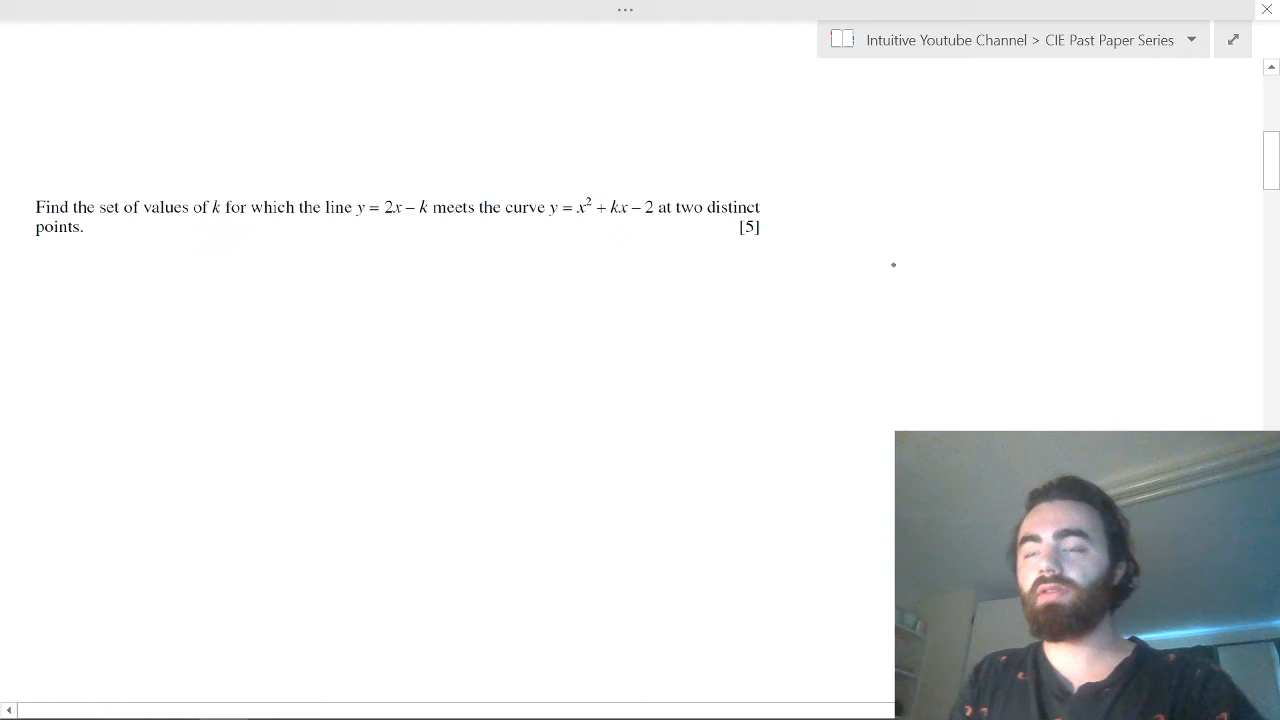 Intuitive Youtube Channel > CIE Past Paper Series
Find the set of values of k for which the line y = 2x – k meets the curve y = x² + kx – 2 at two distinct
points. [5]